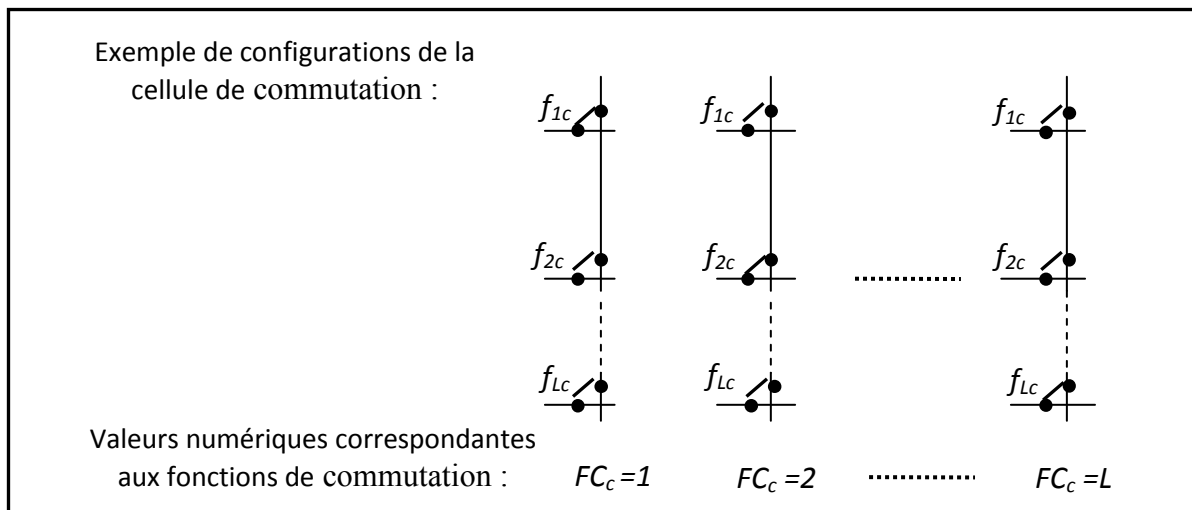 Exemple de configurations de la
cellule de commutation :
f1c f1c f1c
f2c f2c f2c
fLc fLc fLc
Valeurs numériques correspondantes
aux fonctions de commutation :
FCc =1 FCc =2 FCc =L